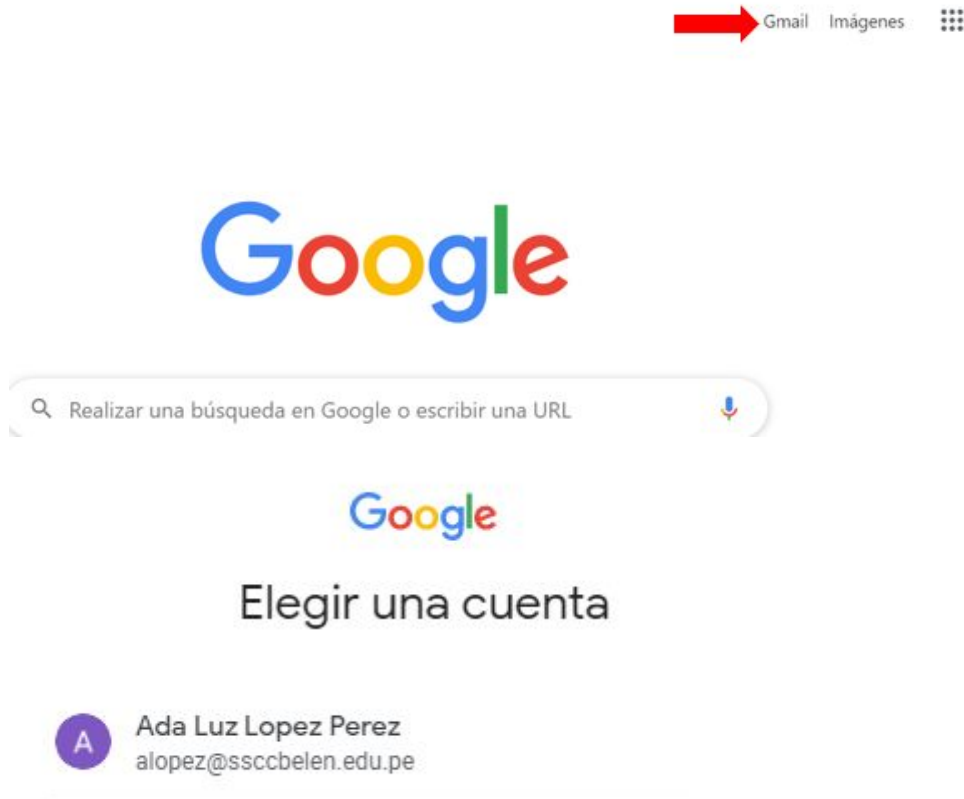 Gmail Imágenes
Google
Realizar una búsqueda en Google o escribir una URL
Google
Elegir una cuenta
A
Ada Luz Lopez Perez
alopez@ssccbelen.edu.pe